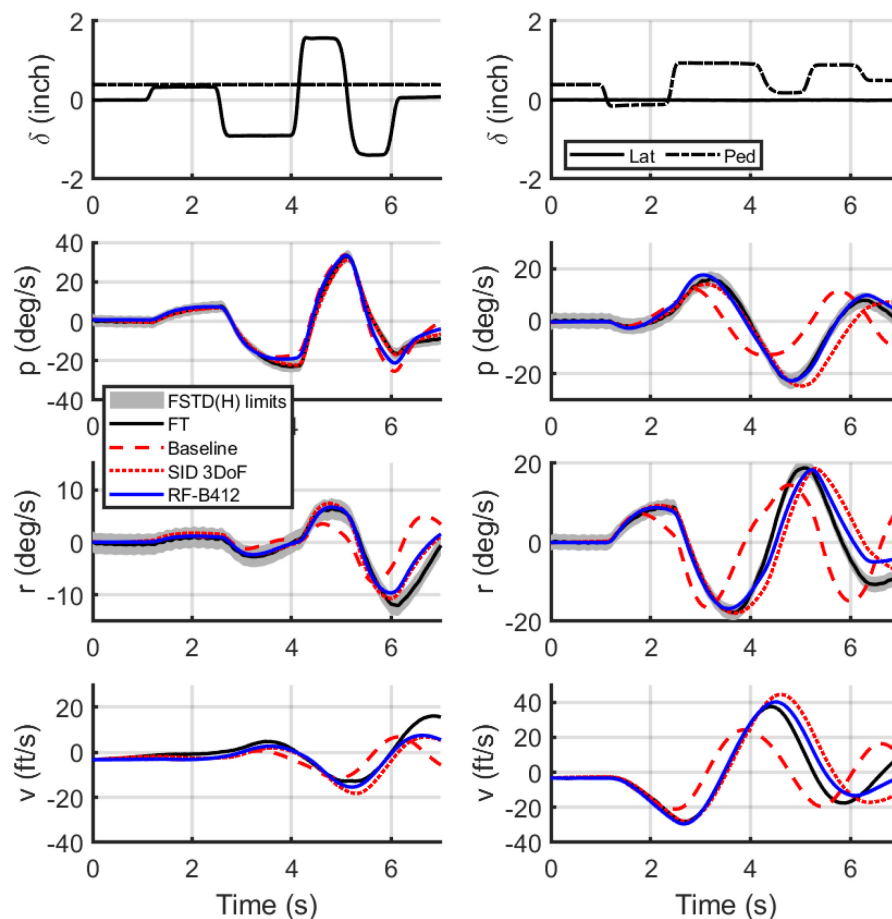 2
0
-2
δ (inch)
0 2 4 6
2
0
-2
δ (inch)
Lat Ped
0 2 4 6
40
20
0
-20
-40
p (deg/s)
0 2 4 6
20
0
-20
p (deg/s)
0 2 4 6
FSTD(H) limits
FT
Baseline
SID 3DoF
RF-B412
10
0
-10
r (deg/s)
0 2 4 6
20
0
-20
r (deg/s)
0 2 4 6
20
0
-20
-40
v (ft/s)
0 2 4 6
Time (s)
40
20
0
-20
-40
v (ft/s)
0 2 4 6
Time (s)